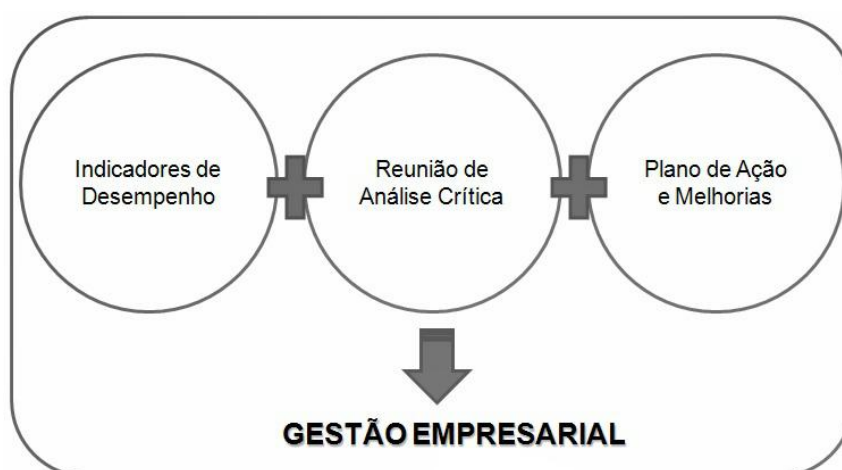 Indicadores de
Desempenho
Reunião de
Análise Crítica
Plano de Ação
e Melhorias
GESTÃO EMPRESARIAL